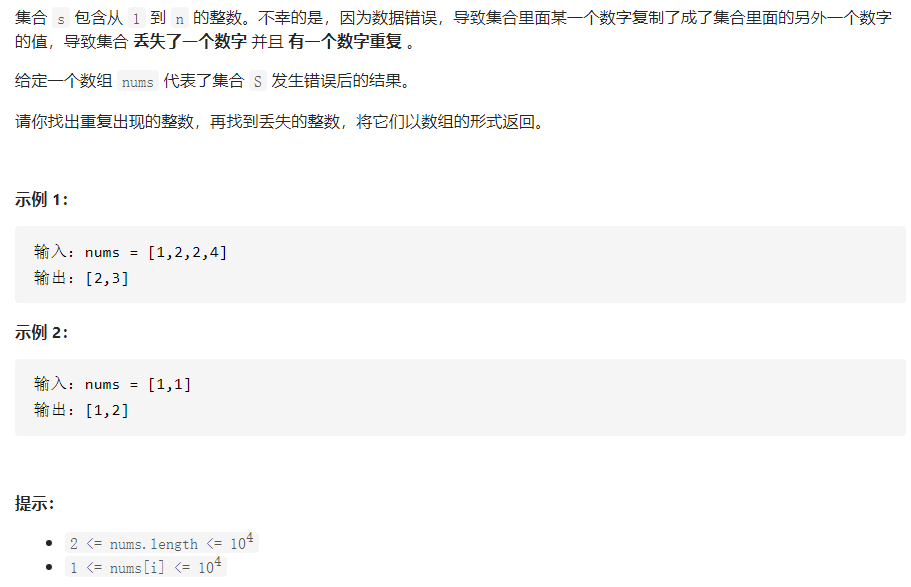 集合 s 包含从 1 到 n 的整数。不幸的是，因为数据错误，导致集合里面某一个数字复制了成了集合里面的另外一个数字
的值，导致集合 丢失了一个数字 并且 有一个数字重复 。
给定一个数组 nums 代表了集合 S 发生错误后的结果。
请你找出重复出现的整数，再找到丢失的整数，将它们以数组的形式返回。
示例 1：
输入：nums = [1,2,2,4]
输出：[2,3]
示例 2：
输入：nums = [1,1]
输出：[1,2]
提示：
• 2 <= nums.length <= 10⁴
• 1 <= nums[i] <= 10⁴